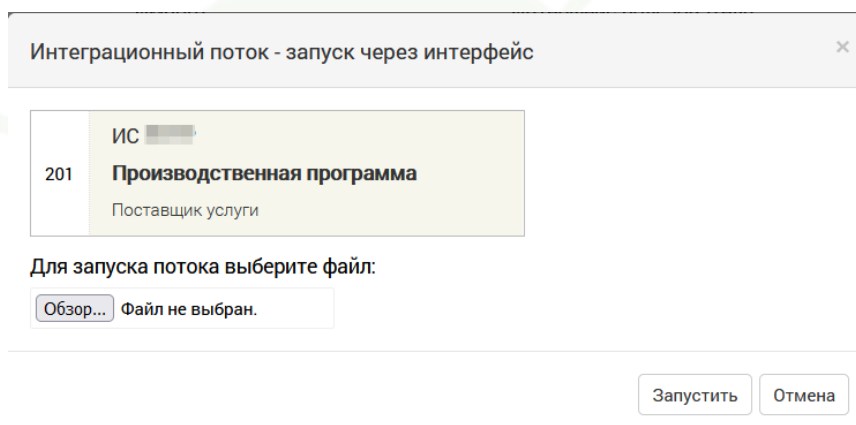 Интеграционный поток - запуск через интерфейс ×
ИС
201 Производственная программа
Поставщик услуги
Для запуска потока выберите файл:
Обзор... Файл не выбран.
Запустить Отмена